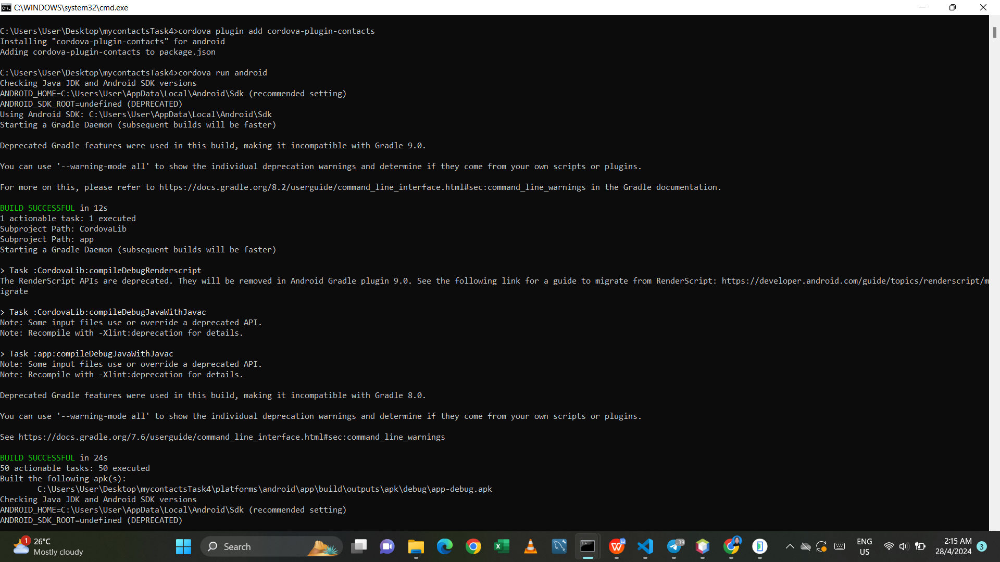 C:\WINDOWS\system32\cmd.exe
C:\Users\User\Desktop\mycontactsTask4>cordova plugin add cordova-plugin-contacts
Installing "cordova-plugin-contacts" for android
Adding cordova-plugin-contacts to package.json
C:\Users\User\Desktop\mycontactsTask4>cordova run android
Checking Java JDK and Android SDK versions
ANDROID_HOME=C:\Users\User\AppData\Local\Android\Sdk (recommended setting)
ANDROID_SDK_ROOT=undefined (DEPRECATED)
Using Android SDK: C:\Users\User\AppData\Local\Android\Sdk
Starting a Gradle Daemon (subsequent builds will be faster)
Deprecated Gradle features were used in this build, making it incompatible with Gradle 9.0.
You can use '--warning-mode all' to show the individual deprecation warnings and determine if they come from your own scripts or plugins.
For more on this, please refer to https://docs.gradle.org/8.2/userguide/command_line_interface.html#sec:command_line_warnings in the Gradle documentation.
BUILD SUCCESSFUL in 12s
1 actionable task: 1 executed
Subproject Path: CordovaLib
Subproject Path: app
Starting a Gradle Daemon (subsequent builds will be faster)
> Task :CordovaLib:compileDebugRenderscript
The RenderScript APIs are deprecated. They will be removed in Android Gradle plugin 9.0. See the following link for a guide to migrate from RenderScript: https://developer.android.com/guide/topics/renderscript/m
igrate
> Task :CordovaLib:compileDebugJavaWithJavac
Note: Some input files use or override a deprecated API.
Note: Recompile with -Xlint:deprecation for details.
> Task :app:compileDebugJavaWithJavac
Note: Some input files use or override a deprecated API.
Note: Recompile with -Xlint:deprecation for details.
Deprecated Gradle features were used in this build, making it incompatible with Gradle 8.0.
You can use '--warning-mode all' to show the individual deprecation warnings and determine if they come from your own scripts or plugins.
See https://docs.gradle.org/7.6/userguide/command_line_interface.html#sec:command_line_warnings
BUILD SUCCESSFUL in 24s
50 actionable tasks: 50 executed
Built the following apk(s):
C:\Users\User\Desktop\mycontactsTask4\platforms\android\app\build\outputs\apk\debug\app-debug.apk
Checking Java JDK and Android SDK versions
ANDROID_HOME=C:\Users\User\AppData\Local\Android\Sdk (recommended setting)
ANDROID_SDK_ROOT=undefined (DEPRECATED)
1
26°C
Mostly cloudy
Search
39
ENG
US
2:15 AM
28/4/2024
3